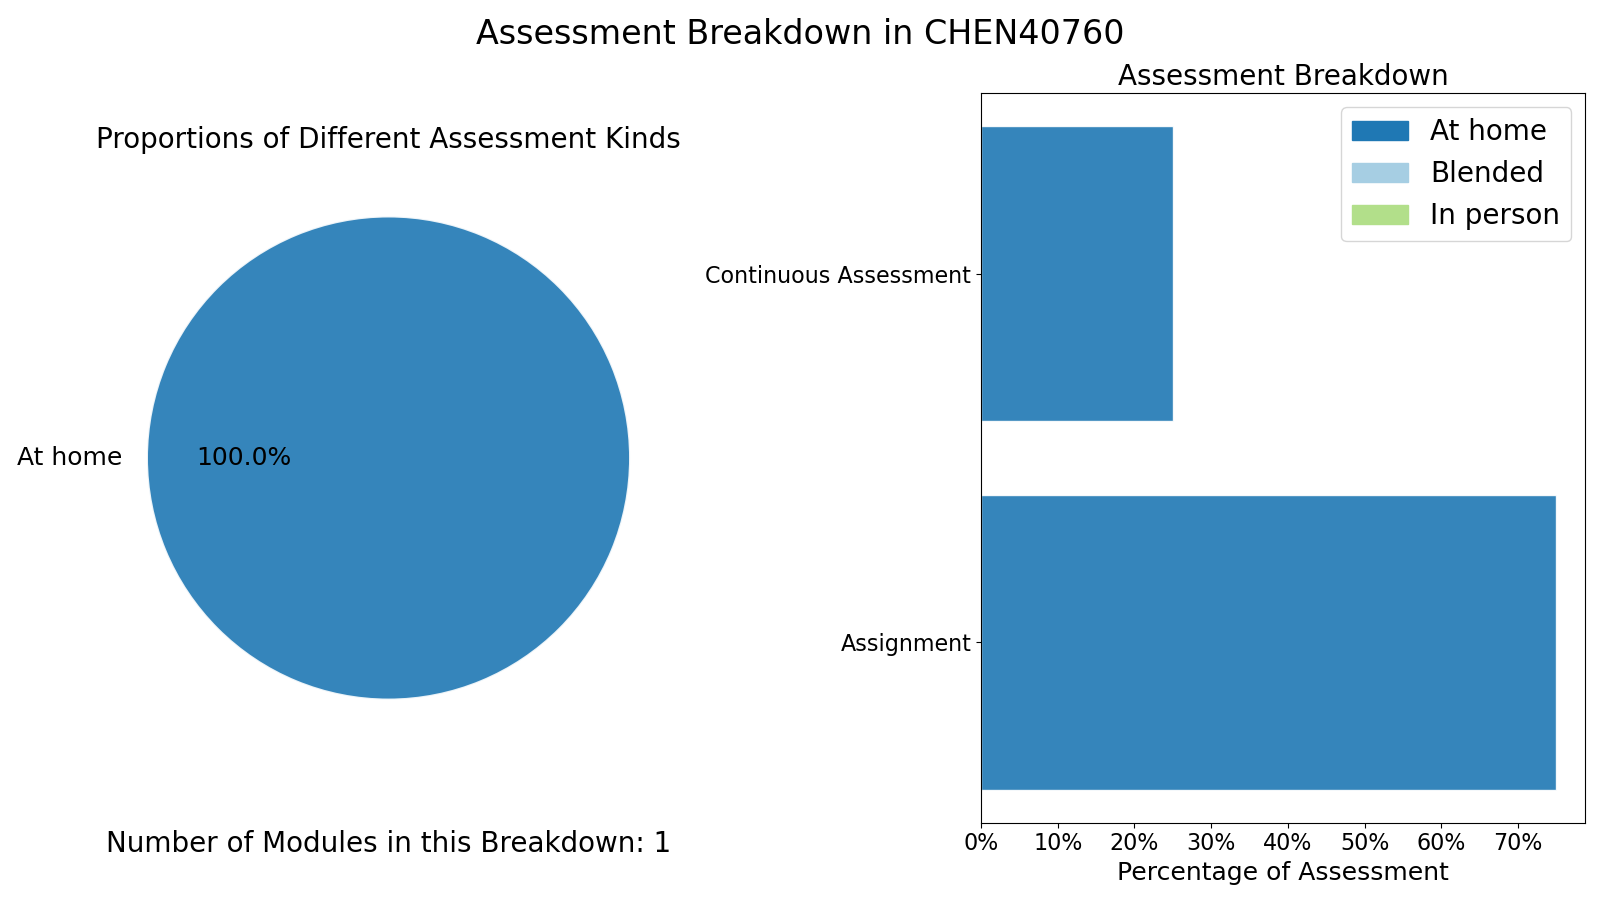 Assessment Breakdown in CHEN40760
Proportions of Different Assessment Kinds
At home
100.0%
Number of Modules in this Breakdown: 1
Assessment Breakdown
At home
Blended
In person
Continuous Assessment
Assignment
0% 10% 20% 30% 40% 50% 60% 70%
Percentage of Assessment